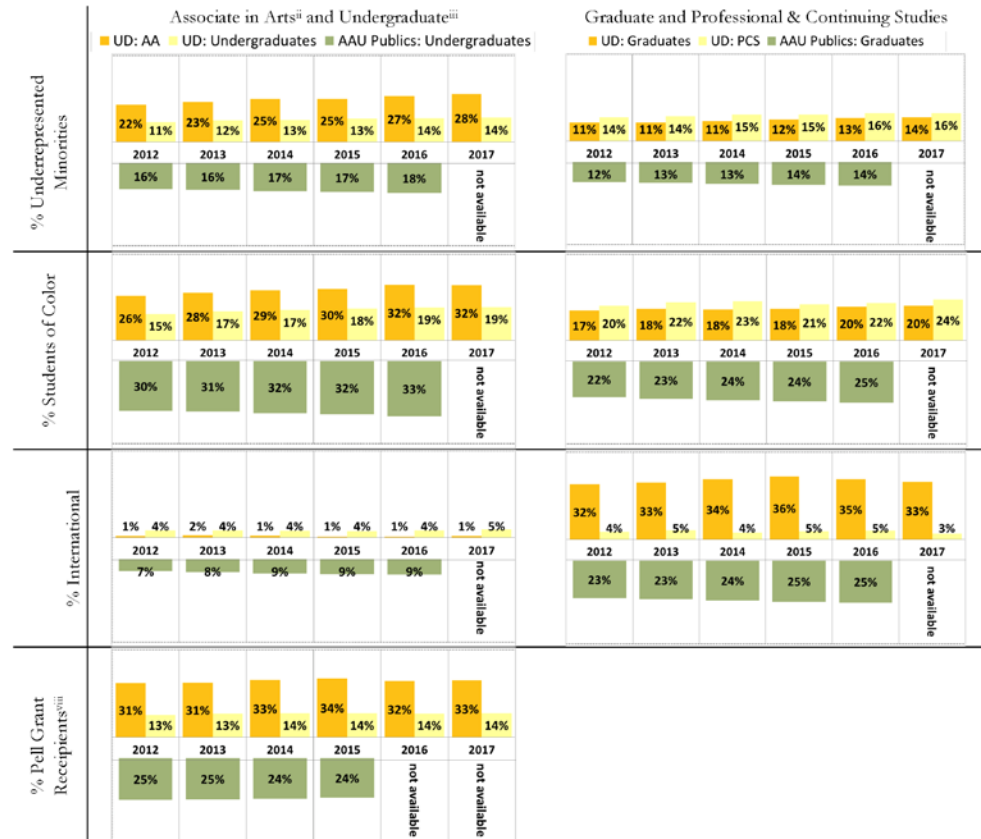 Associate in Artsⁱⁱ and Undergraduateⁱⁱⁱ
UD: AA UD: Undergraduates AAU Publics: Undergraduates
Graduate and Professional & Continuing Studies
UD: Graduates UD: PCS AAU Publics: Graduates
% Underrepresented
Minorities
22% 11% 23% 12% 25% 13% 25% 13% 27% 14% 28% 14%
2012 2013 2014 2015 2016 2017
16% 16% 17% 17% 18% not available
11% 14% 11% 14% 11% 15% 12% 15% 13% 16% 14% 16%
2012 2013 2014 2015 2016 2017
12% 13% 13% 14% 14% not available
% Students of Color
26% 15% 28% 17% 29% 17% 30% 18% 32% 19% 32% 19%
2012 2013 2014 2015 2016 2017
30% 31% 32% 32% 33% not available
17% 20% 18% 22% 18% 23% 18% 21% 20% 22% 20% 24%
2012 2013 2014 2015 2016 2017
22% 23% 24% 24% 25% not available
% International
1% 4% 2% 4% 1% 4% 1% 4% 1% 4% 1% 5%
2012 2013 2014 2015 2016 2017
7% 8% 9% 9% 9% not available
32% 4% 33% 5% 34% 4% 36% 5% 35% 5% 33% 3%
2012 2013 2014 2015 2016 2017
23% 23% 24% 25% 25% not available
% Pell Grant
Receipientsᵛⁱⁱⁱ
31% 13% 31% 13% 33% 14% 34% 14% 32% 14% 33% 14%
2012 2013 2014 2015 2016 2017
25% 25% 24% 24% not available not available